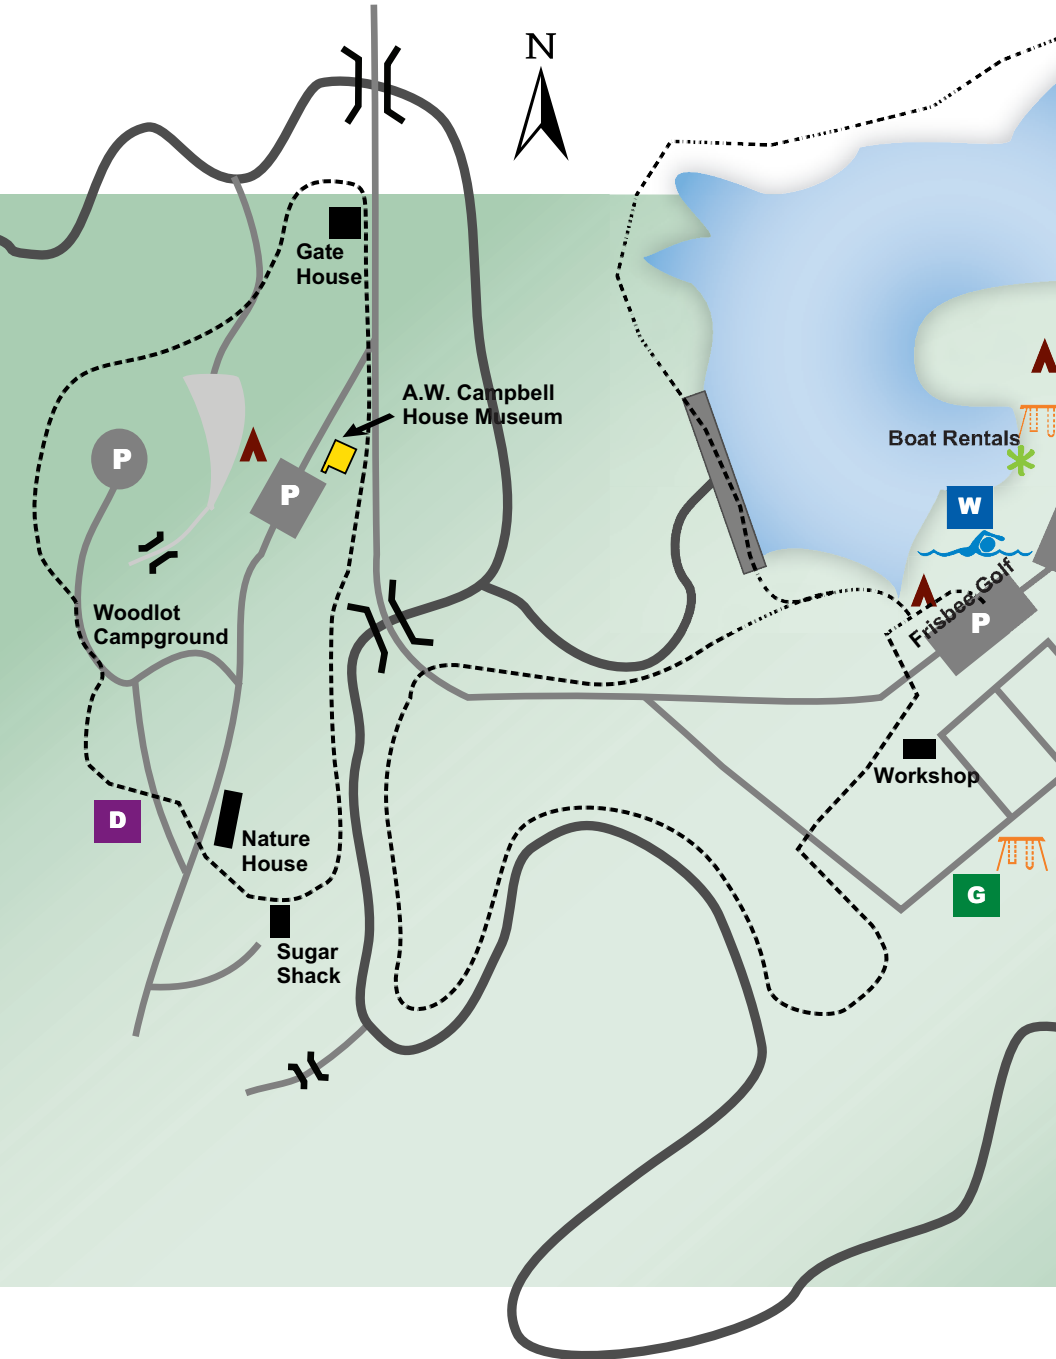 N
Gate
House
A.W. Campbell
House Museum
Boat Rentals
P
P
W
Frisbee Golf
P
Woodlot
Campground
Workshop
D
Nature
House
G
Sugar
Shack